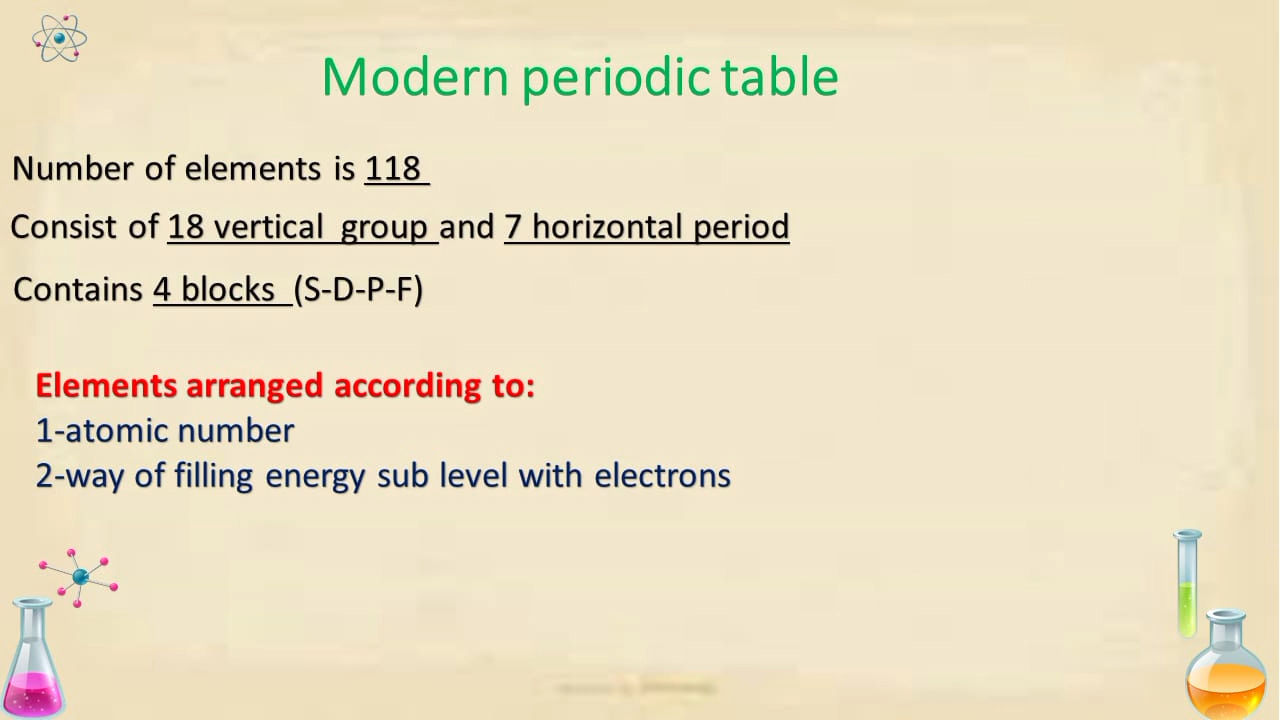 Modern periodic table
Number of elements is 118
Consist of 18 vertical group and 7 horizontal period
Contains 4 blocks (S-D-P-F)
Elements arranged according to:
1-atomic number
2-way of filling energy sub level with electrons